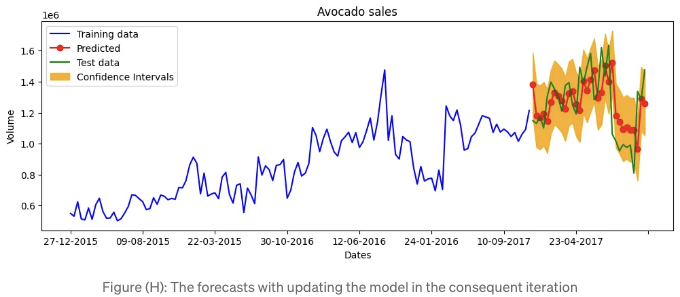 Avocado sales
1e6
Training data
Predicted
Test data
Confidence Intervals
Volume
1.6
1.4
1.2
1.0
0.8
0.6
27-12-2015 09-08-2015 22-03-2015 30-10-2016 12-06-2016 24-01-2016 10-09-2017 23-04-2017
Dates
Figure (H): The forecasts with updating the model in the consequent iteration